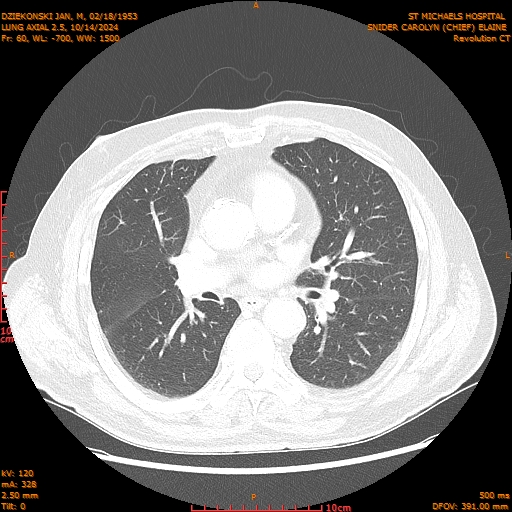 A
DZIEKONSKI JAN, M, 02/18/1953
LUNG AXIAL 2.5, 10/14/2024
Fr: 60, WL: -700, WW: 1500
ST MICHAELS HOSPITAL
SNIDER CAROLYN (CHIEF) ELAINE
Revolution CT
R
L
10
cm
kV: 120
mA: 328
2.50 mm
Tilt: 0
P
10cm
500 ms
DFOV: 391.00 mm